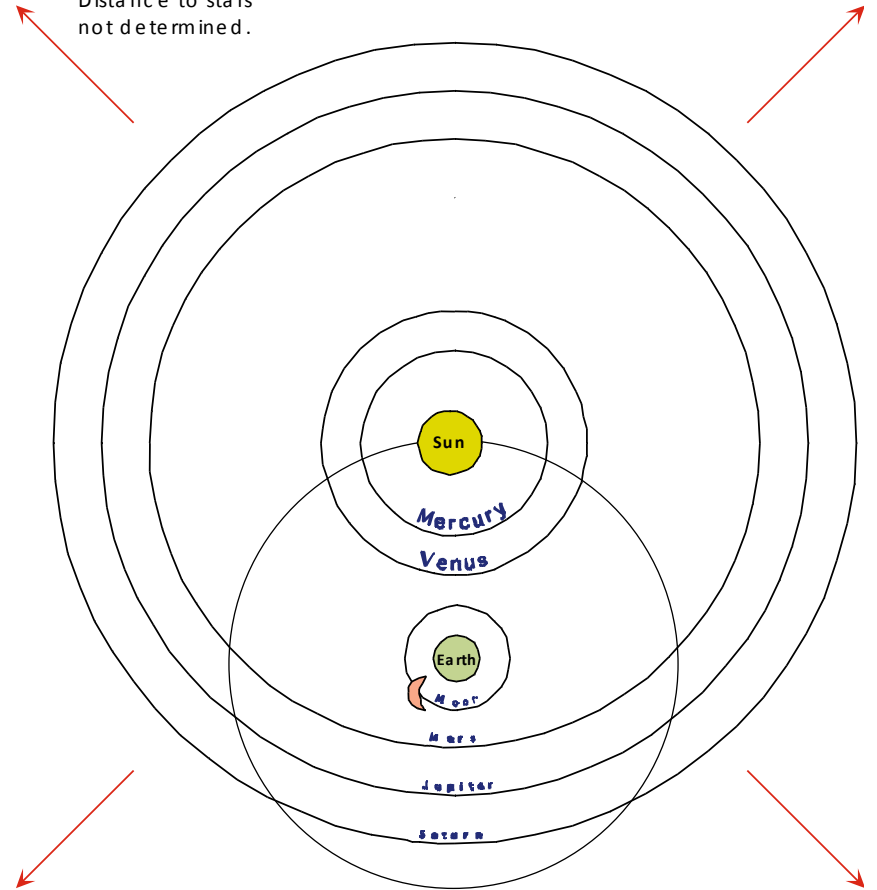 Distance to stars
not determined.
Sun
Mercury
Venus
Earth
Moon
Mars
Jupiter
Saturn